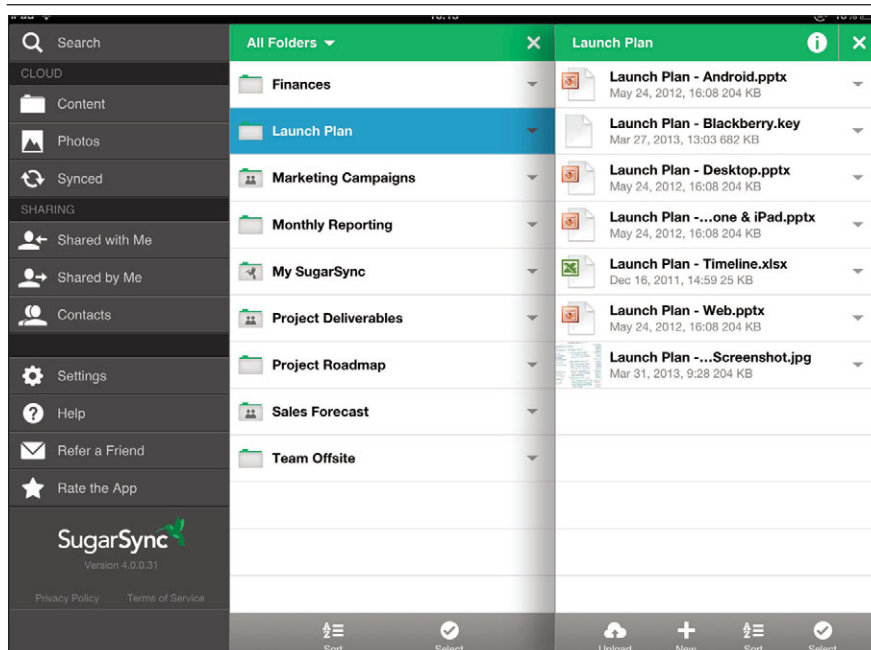 Search
CLOUD
Content
Photos
Synced
SHARING
Shared with Me
Shared by Me
Contacts
Settings
Help
Refer a Friend
Rate the App
SugarSync
Version 4.0.0.31
Privacy Policy Terms of Service
All Folders
Finances
Launch Plan
Marketing Campaigns
Monthly Reporting
My SugarSync
Project Deliverables
Project Roadmap
Sales Forecast
Team Offsite
Sort Select
Launch Plan
Launch Plan - Android.pptx
May 24, 2012, 16:08 204 KB
Launch Plan - Blackberry.key
Mar 27, 2013, 13:03 682 KB
Launch Plan - Desktop.pptx
May 24, 2012, 16:08 204 KB
Launch Plan -...one & iPad.pptx
May 24, 2012, 16:08 204 KB
Launch Plan - Timeline.xlsx
Dec 16, 2011, 14:59 25 KB
Launch Plan - Web.pptx
May 24, 2012, 16:08 204 KB
Launch Plan -...Screenshot.jpg
Mar 31, 2013, 9:28 204 KB
Upload New Sort Select